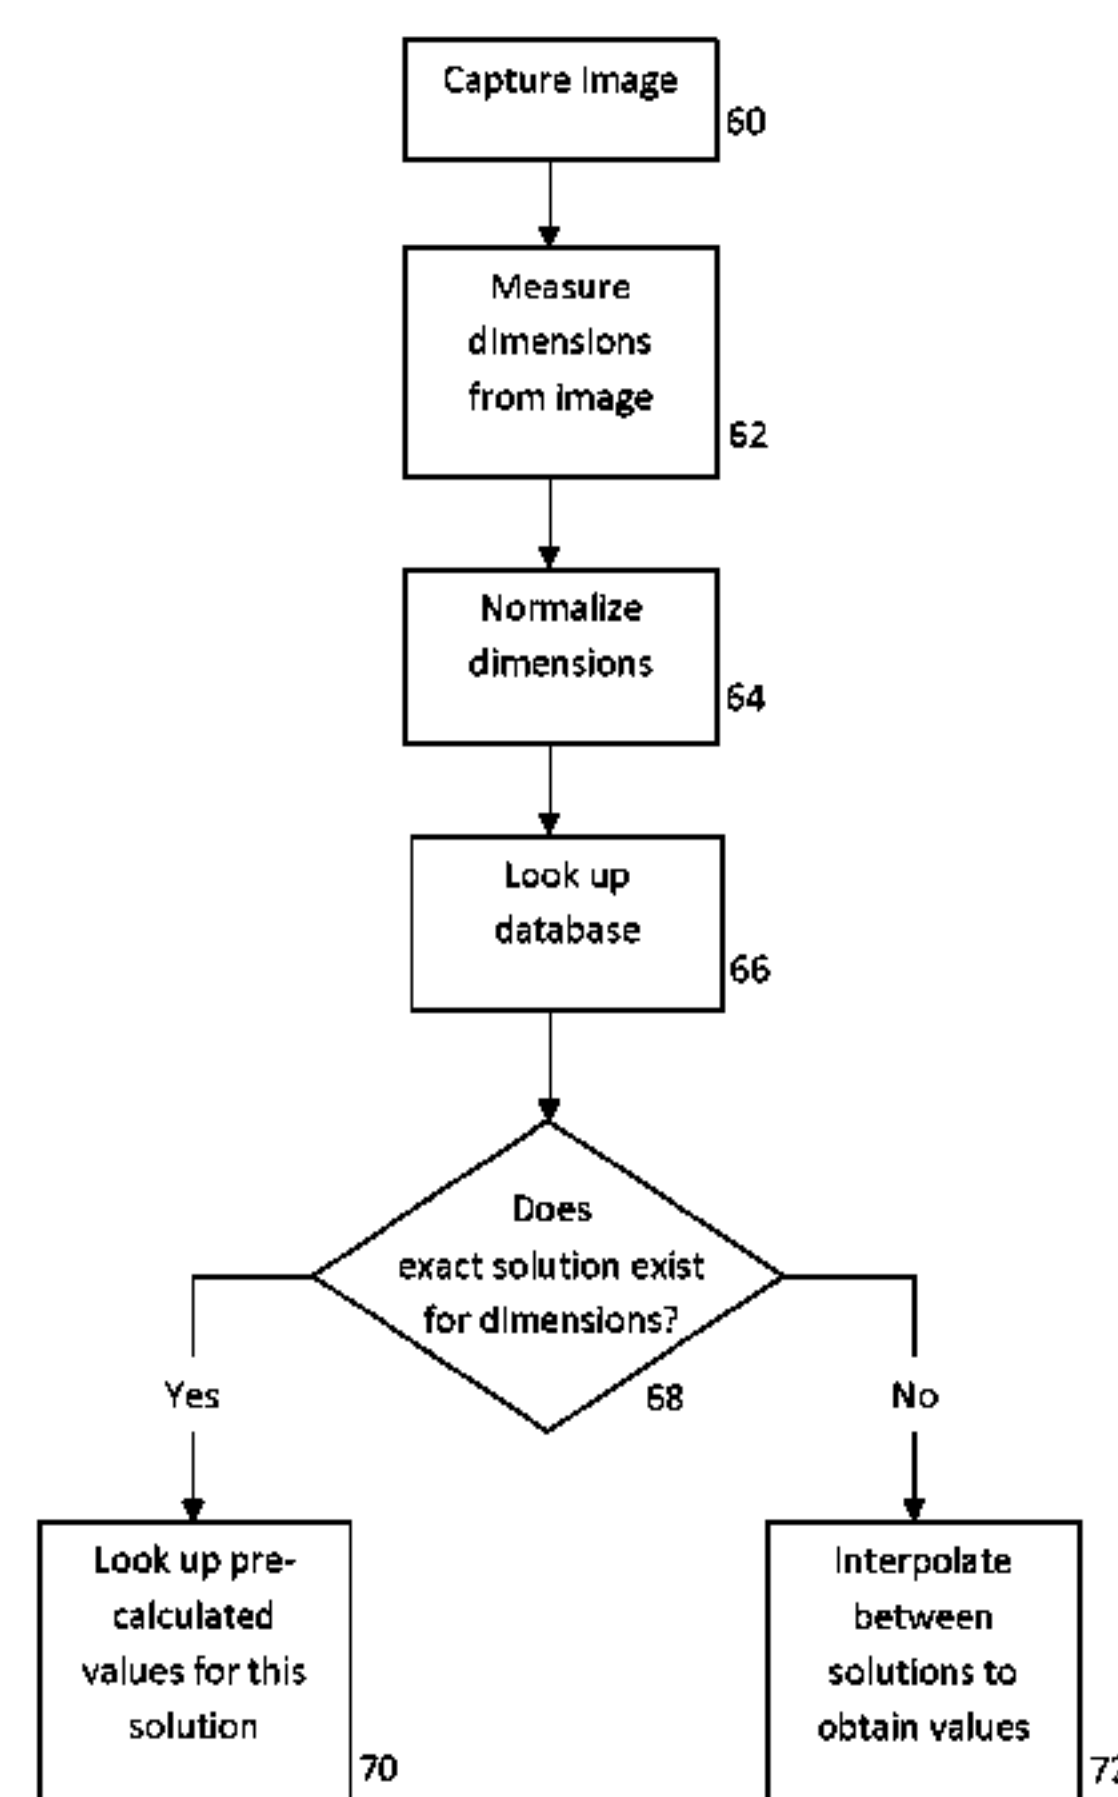 Capture Image
60
Measure
dimensions
from image
62
Normalize
dimensions
64
Look up
database
66
Does
exact solution exist
for dimensions?
68
Yes
No
Look up pre-
calculated
values for this
solution
70
Interpolate
between
solutions to
obtain values
72